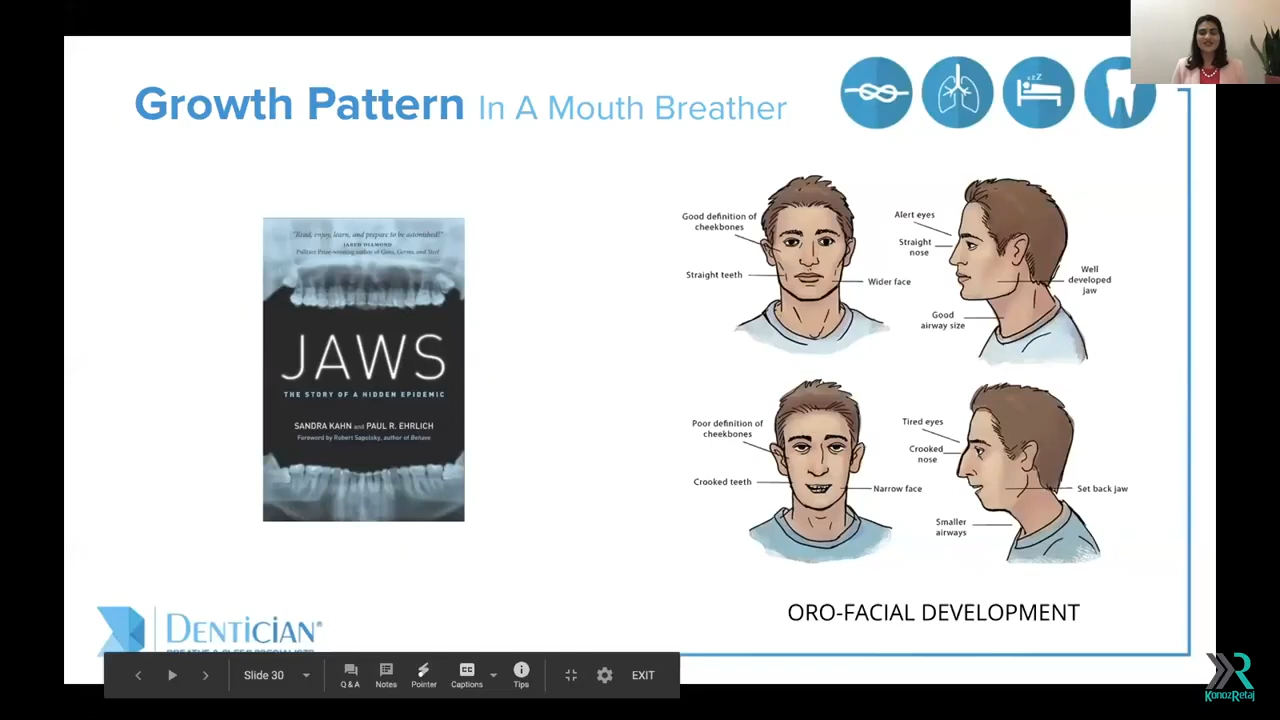 Growth Pattern In A Mouth Breather
"Read, enjoy, learn, and prepare to be astonished!"
JARED DIAMOND
Pulitzer Prize-winning author of Guns, Germs, and Steel
JAWS
THE STORY OF A HIDDEN EPIDEMIC
SANDRA KAHN and PAUL R. EHRLICH
Foreword by Robert Sapolsky, author of Behave
Good definition of
cheekbones
Straight teeth
Wider face
Alert eyes
Straight
nose
Well
developed
jaw
Good
airway size
Poor definition of
cheekbones
Crooked teeth
Narrow face
Tired eyes
Crooked
nose
Set back jaw
Smaller
airways
ORO-FACIAL DEVELOPMENT
DENTICIAN®
Slide 30
Q & A
Notes
Pointer
Captions
Tips
EXIT
KonozRetaj
zzZ